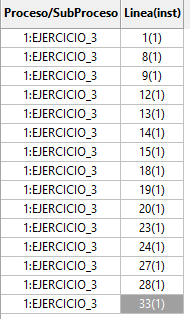 Proceso/SubProceso Linea(inst)
1:EJERCICIO_3 1(1)
1:EJERCICIO_3 8(1)
1:EJERCICIO_3 9(1)
1:EJERCICIO_3 12(1)
1:EJERCICIO_3 13(1)
1:EJERCICIO_3 14(1)
1:EJERCICIO_3 15(1)
1:EJERCICIO_3 18(1)
1:EJERCICIO_3 19(1)
1:EJERCICIO_3 20(1)
1:EJERCICIO_3 23(1)
1:EJERCICIO_3 24(1)
1:EJERCICIO_3 27(1)
1:EJERCICIO_3 28(1)
1:EJERCICIO_3 33(1)